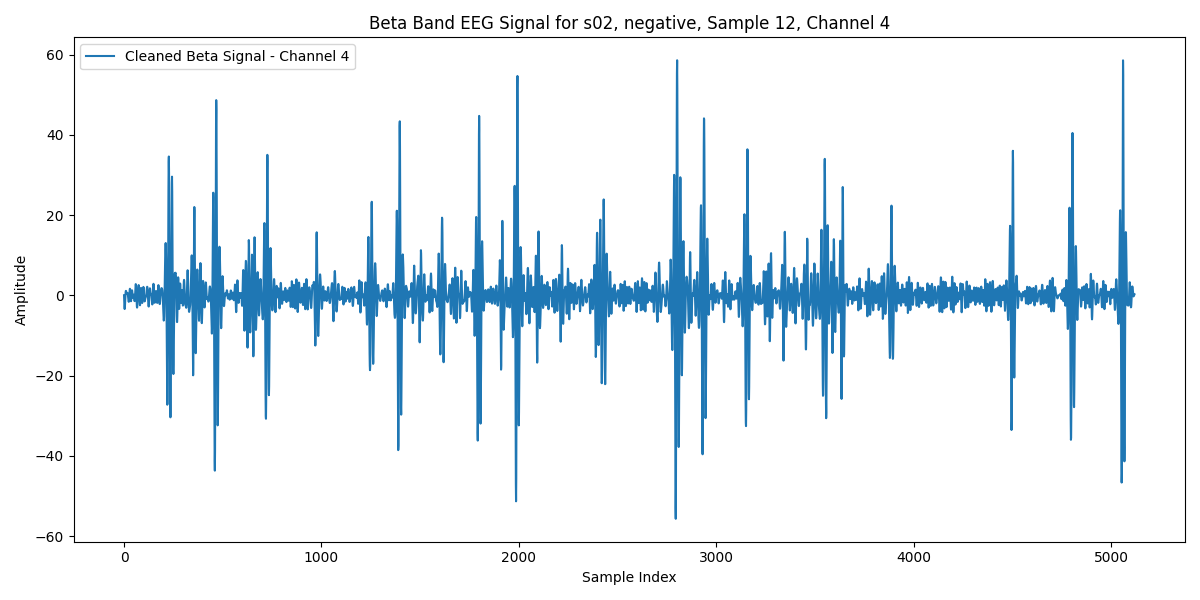 Beta Band EEG Signal for s02, negative, Sample 12, Channel 4
Cleaned Beta Signal - Channel 4
60
40
20
0
−20
−40
−60
Amplitude
0 1000 2000 3000 4000 5000
Sample Index